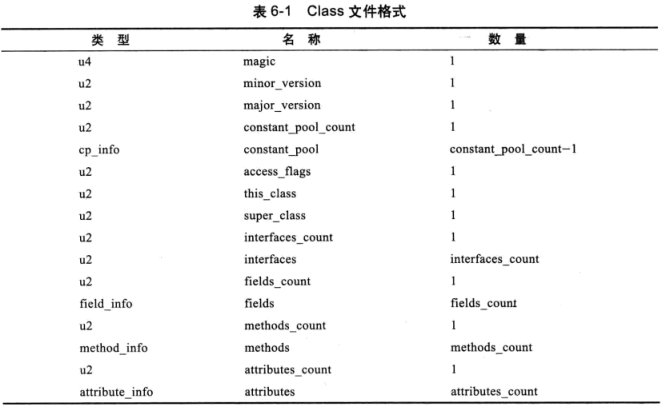 表 6-1 Class 文件格式
类 型 名 称 数 量
u4 magic 1
u2 minor_version 1
u2 major_version 1
u2 constant_pool_count 1
cp_info constant_pool constant_pool_count−1
u2 access_flags 1
u2 this_class 1
u2 super_class 1
u2 interfaces_count 1
u2 interfaces interfaces_count
u2 fields_count 1
field_info fields fields_count
u2 methods_count 1
method_info methods methods_count
u2 attributes_count 1
attribute_info attributes attributes_count